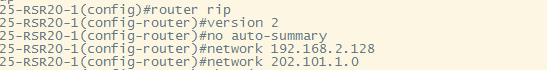 25-RSR20-1(config)#router rip
25-RSR20-1(config-router)#version 2
25-RSR20-1(config-router)#no auto-summary
25-RSR20-1(config-router)#network 192.168.2.128
25-RSR20-1(config-router)#network 202.101.1.0